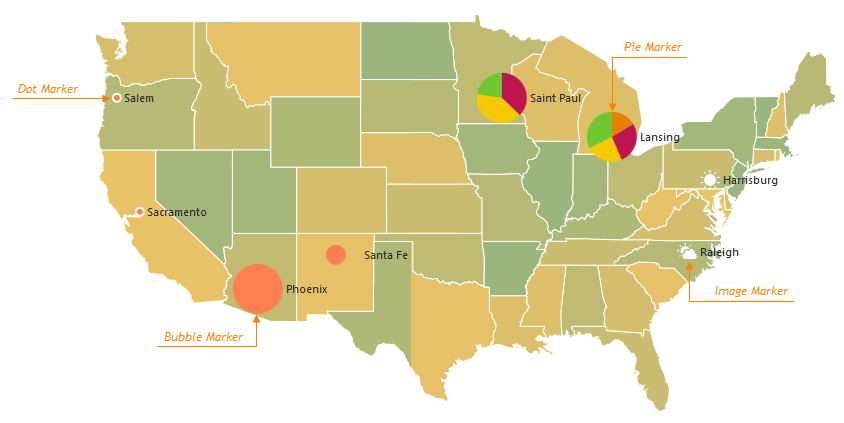 Pie Marker
Dot Marker
Salem
Saint Paul
Lansing
Harrisburg
Sacramento
Raleigh
Santa Fe
Phoenix
Image Marker
Bubble Marker